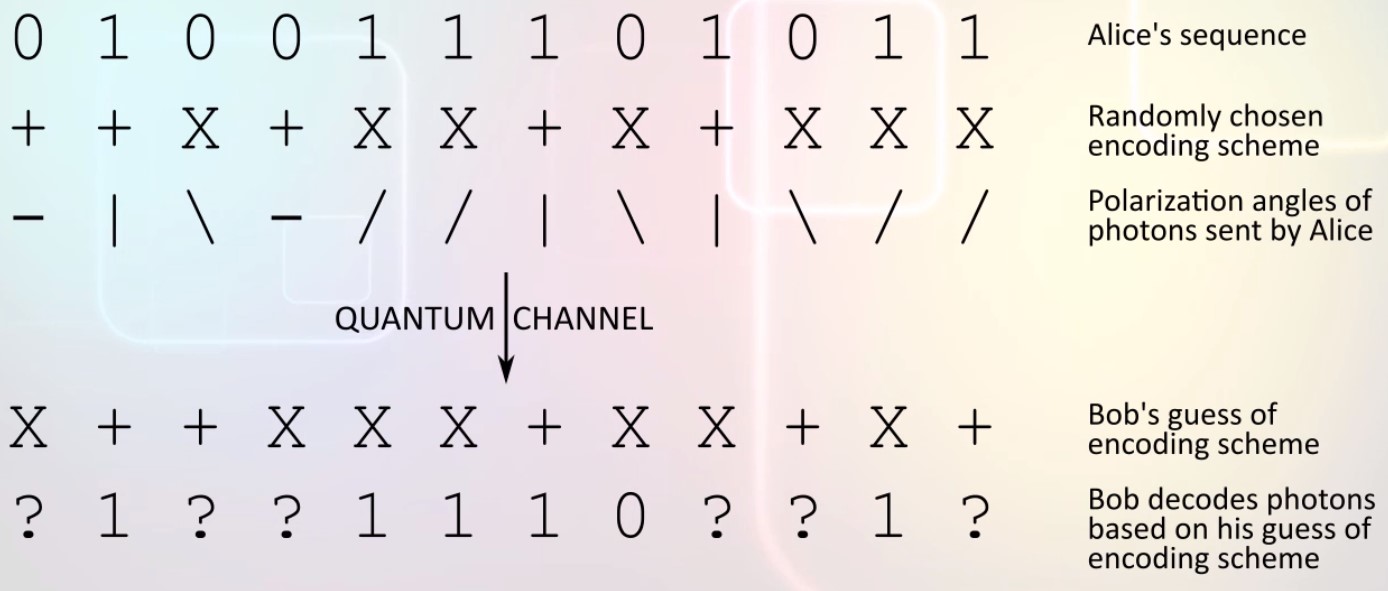 0 1 0 0 1 1 1 0 1 0 1 1 Alice's sequence
+ + X + X X + X + X X X Randomly chosen
encoding scheme
– | \ – / / | \ | \ / / Polarization angles of
photons sent by Alice
QUANTUM CHANNEL
X + + X X X + X X + X + Bob's guess of
encoding scheme
? 1 ? ? 1 1 1 0 ? ? 1 ? Bob decodes photons
based on his guess of
encoding scheme